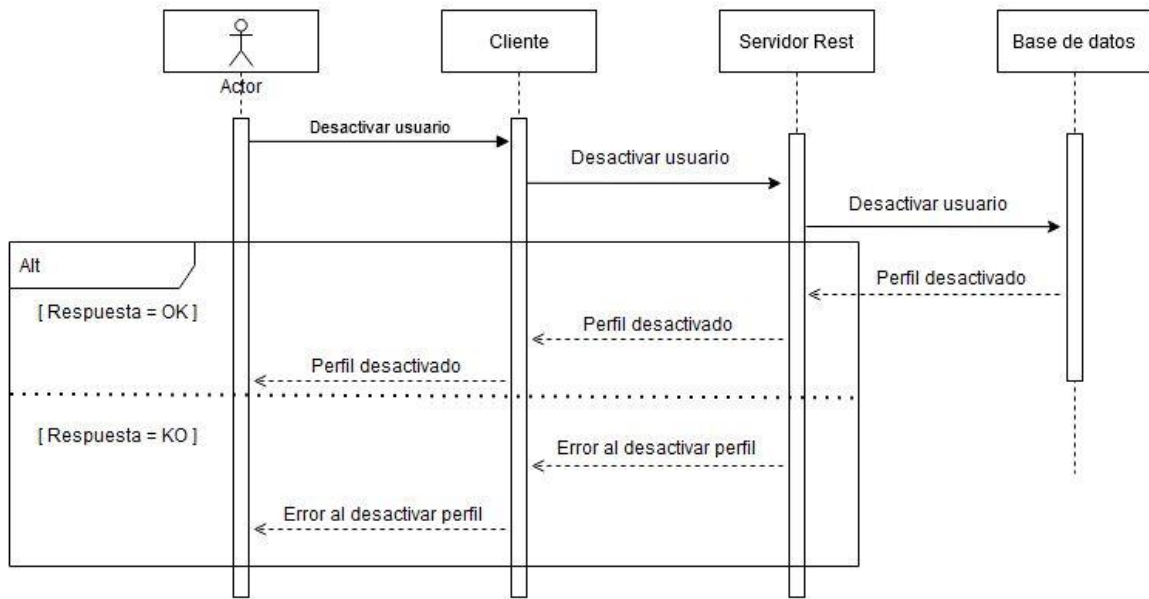 Actor
Cliente
Servidor Rest
Base de datos
Desactivar usuario
Desactivar usuario
Desactivar usuario
Alt
Perfil desactivado
[ Respuesta = OK ]
Perfil desactivado
Perfil desactivado
[ Respuesta = KO ]
Error al desactivar perfil
Error al desactivar perfil